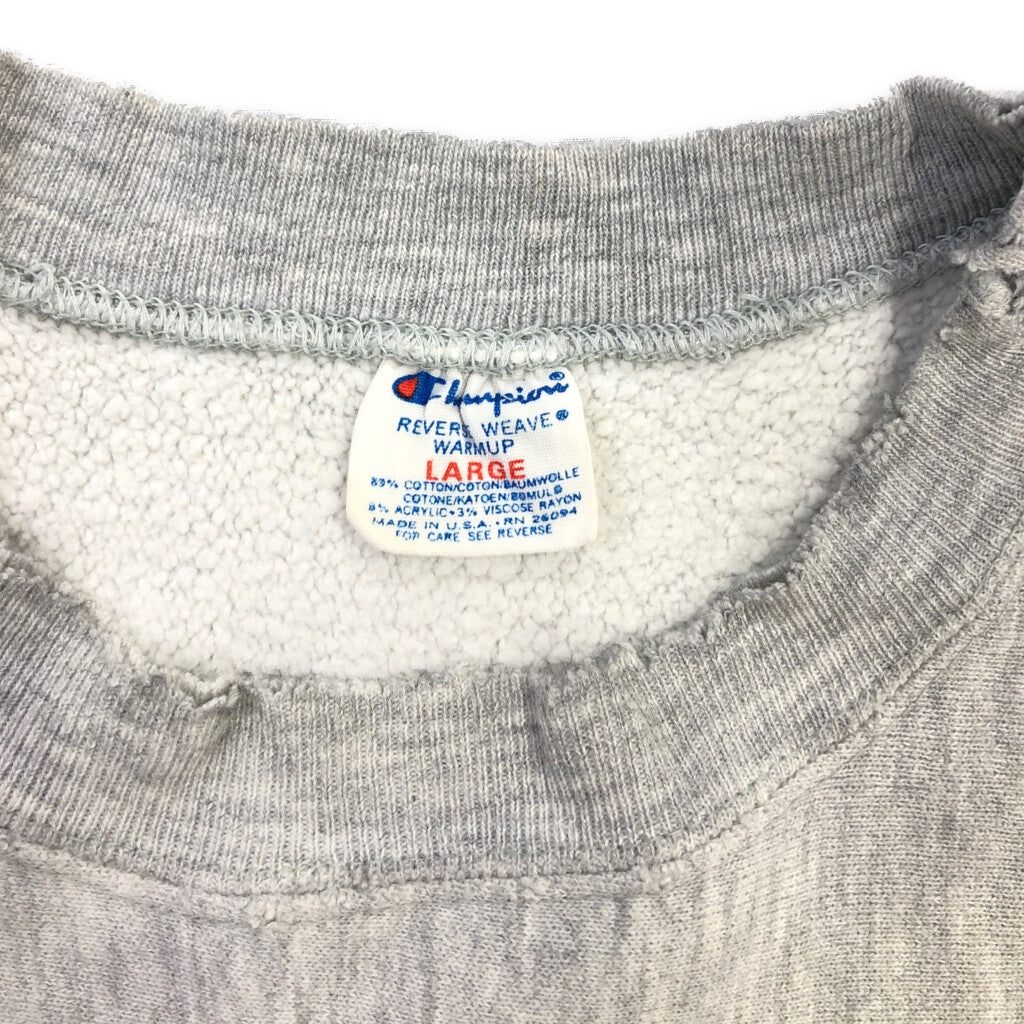 Champion®
REVERSE WEAVE®
WARMUP
LARGE
89% COTTON/COTON/BAUMWOLLE
COTONE/KATOEN/BOMULD
8% ACRYLIC • 3% VISCOSE RAYON
MADE IN U.S.A. • RN 26094
FOR CARE SEE REVERSE